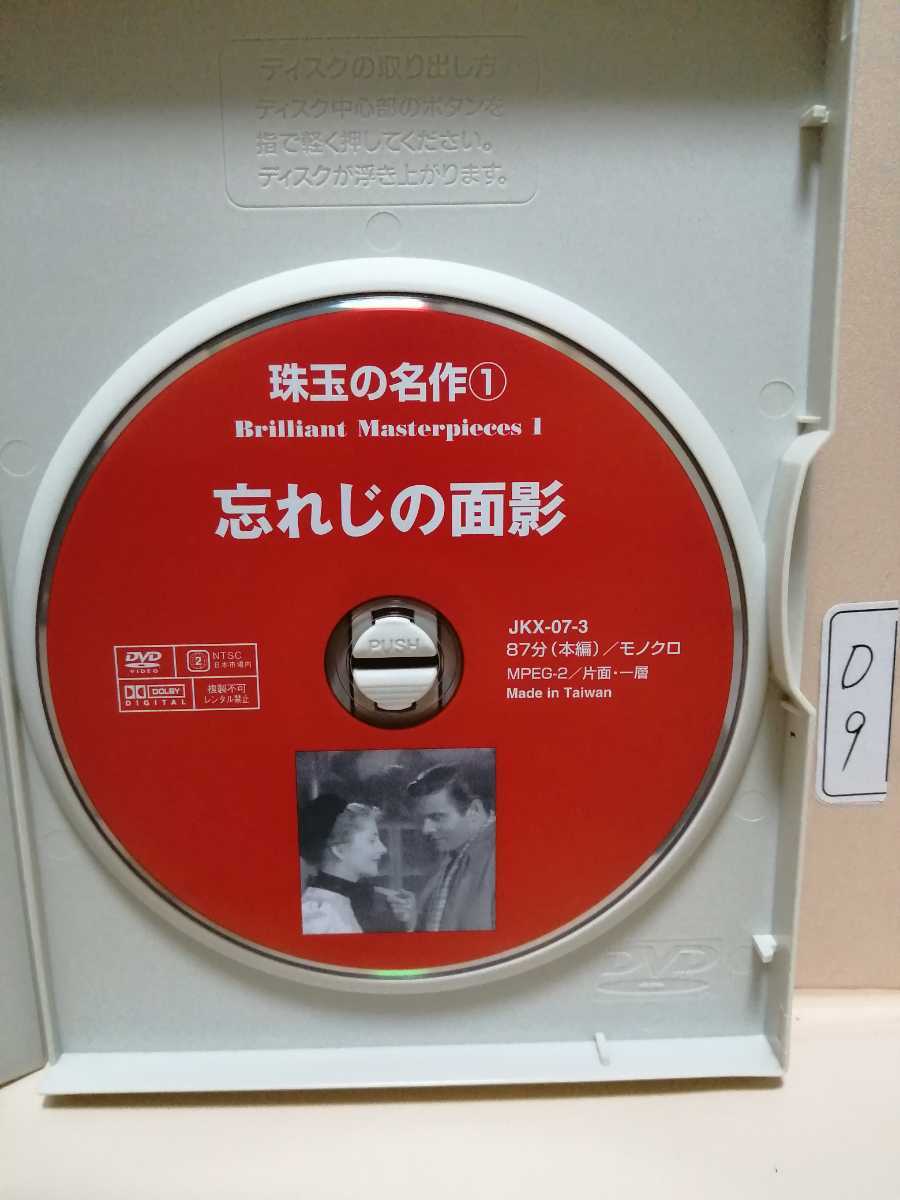 ディスクの取り出し方
ディスク中心部のボタンを
指で軽く押してください。
ディスクが浮き上がります。
珠玉の名作①
Brilliant Masterpieces 1
忘れじの面影
DVD
VIDEO
2
NTSC
日本市場内
DOLBY
DIGITAL
複製不可
レンタル禁止
PUSH
JKX-07-3
87分(本編)/モノクロ
MPEG-2/片面・一層
Made in Taiwan
D
9
DVD